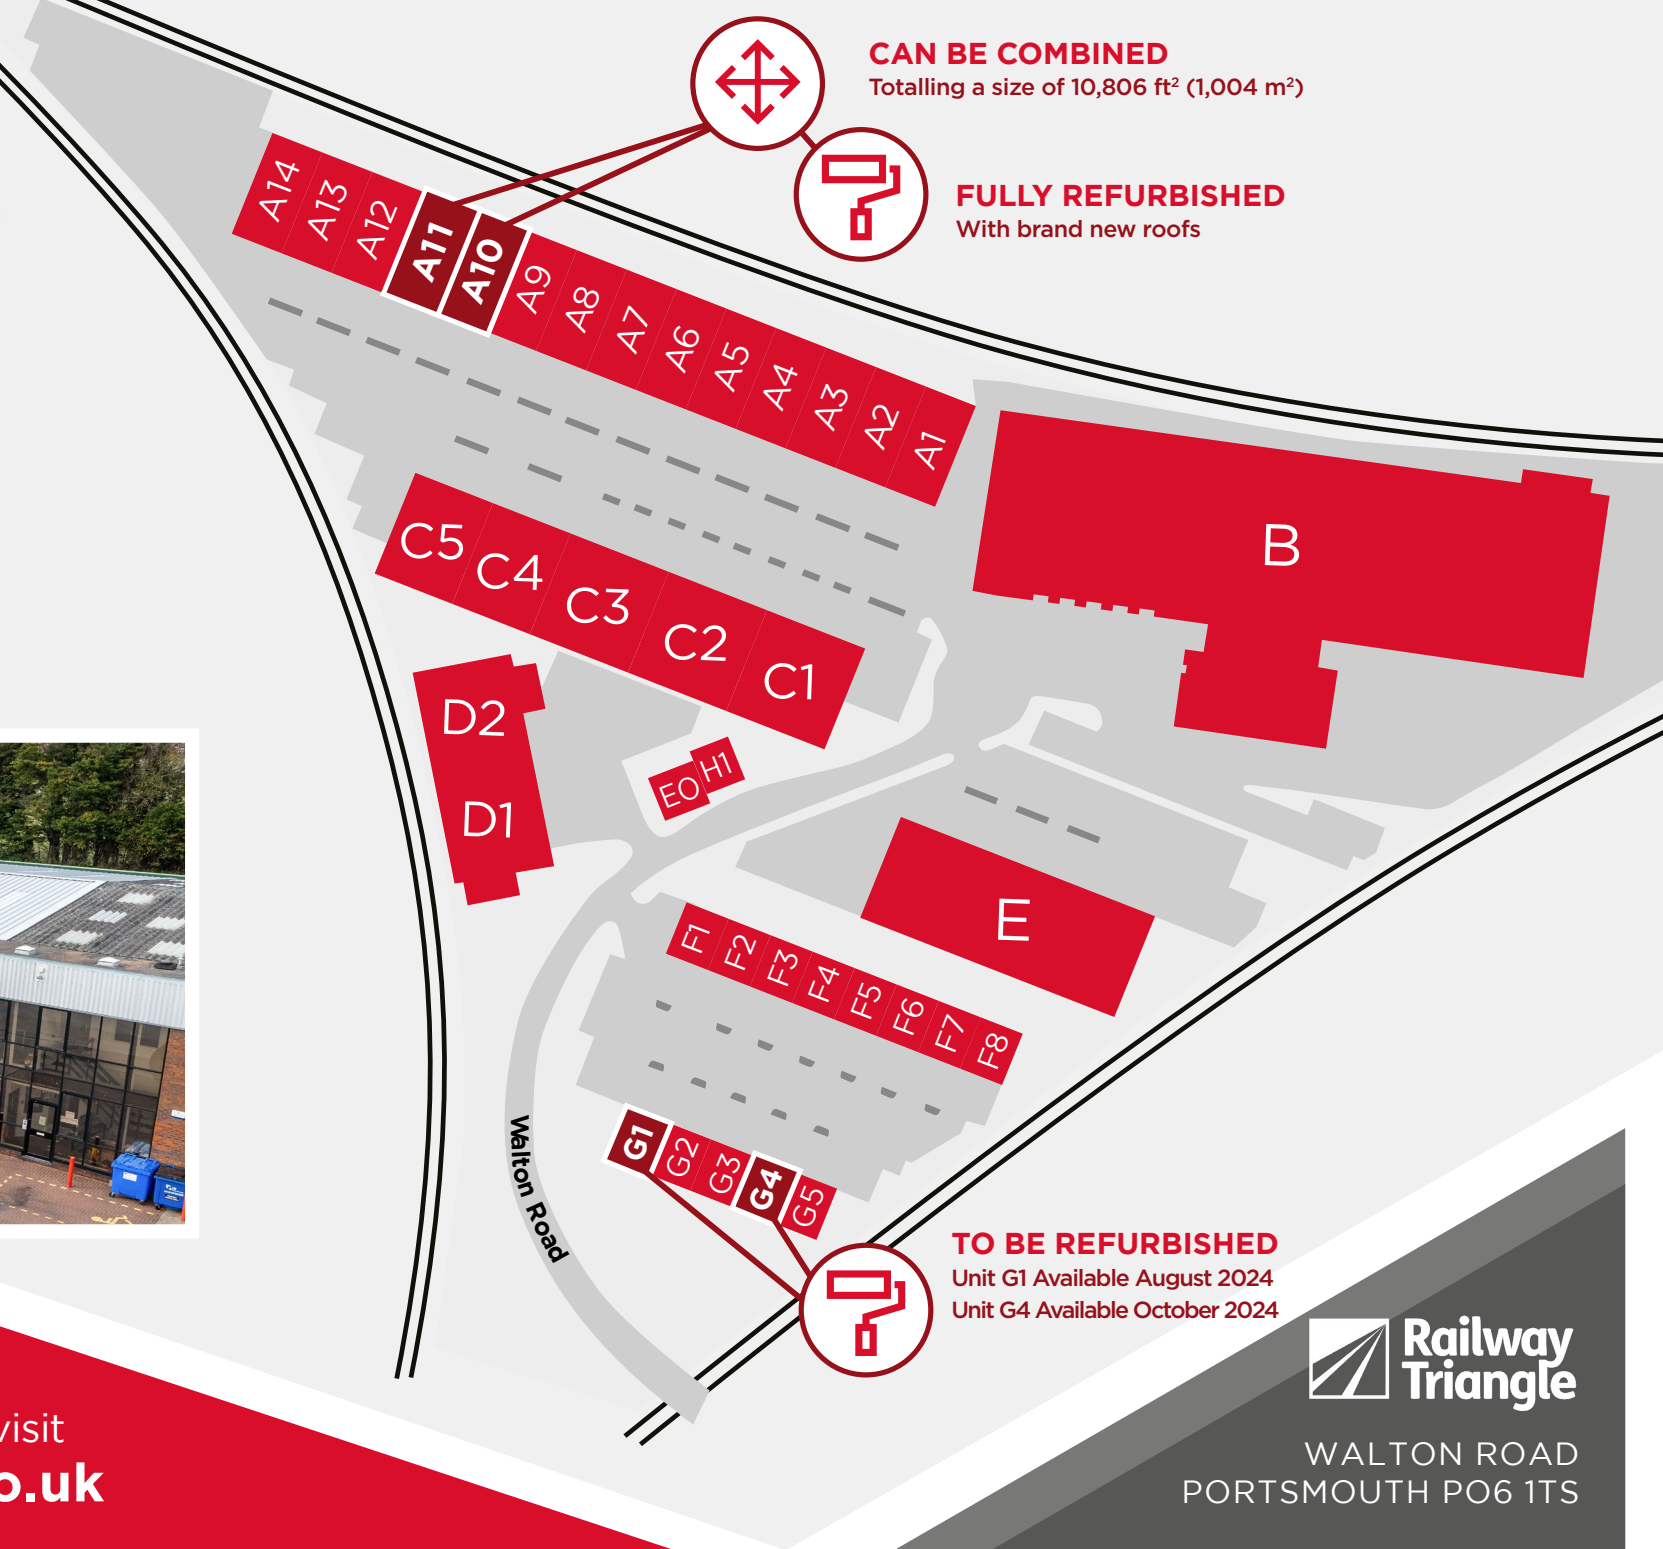 CAN BE COMBINED
Totalling a size of 10,806 ft² (1,004 m²)
FULLY REFURBISHED
With brand new roofs
A14
A13
A12
A11
A10
A9
A8
A7
A6
A5
A4
A3
A2
A1
B
C5
C4
C3
C2
C1
D2
D1
EO
H1
E
F1
F2
F3
F4
F5
F6
F7
F8
G1
G2
G3
G4
G5
Walton Road
TO BE REFURBISHED
Unit G1 Available August 2024
Unit G4 Available October 2024
Railway
Triangle
WALTON ROAD
PORTSMOUTH PO6 1TS
visit
o.uk